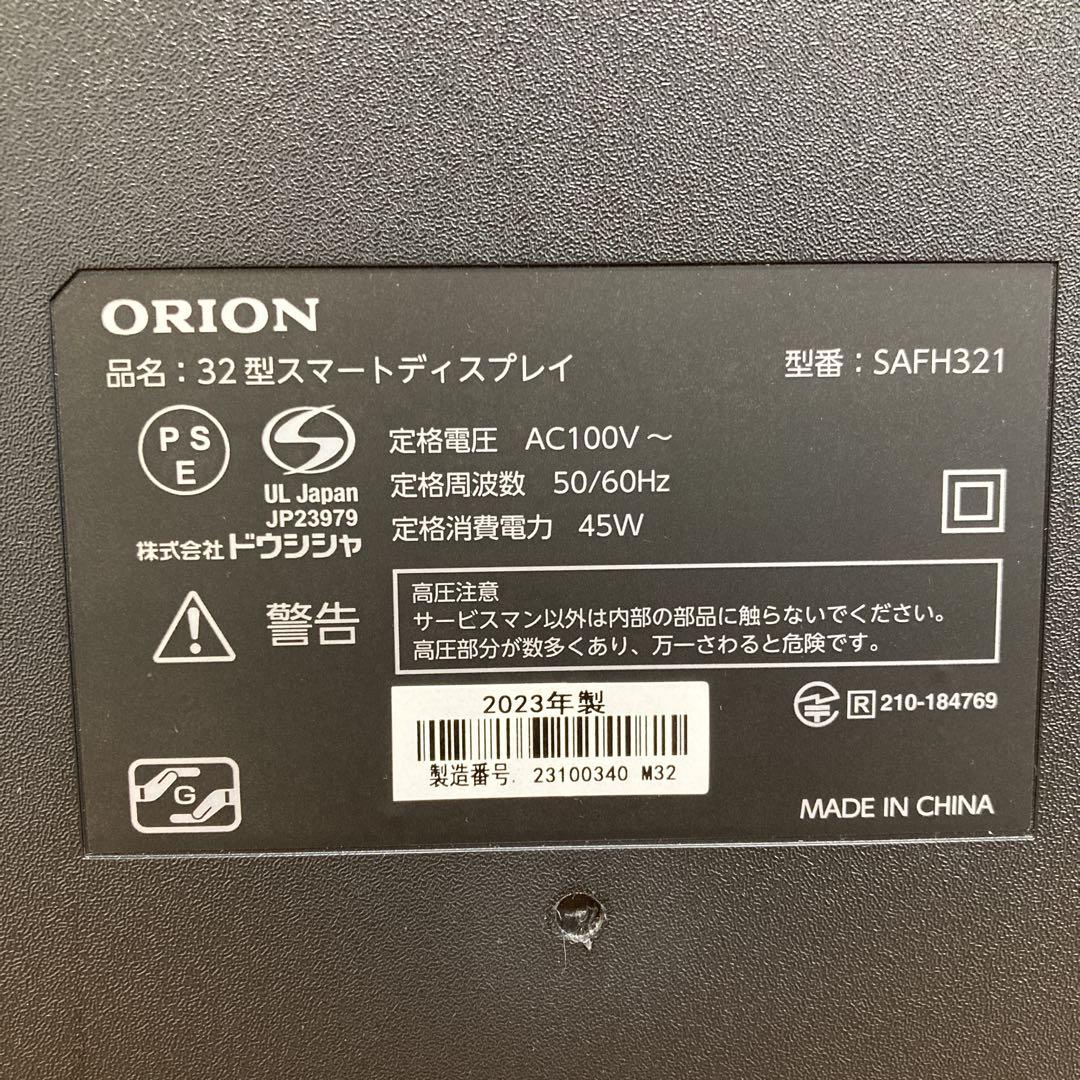 ORION
品名：32型スマートディスプレイ
型番：SAFH321
PSE
UL Japan
JP23979
株式会社ドウシシャ
定格電圧 AC100V～
定格周波数 50/60Hz
定格消費電力 45W
警告
高圧注意
サービスマン以外は内部の部品に触らないでください。
高圧部分が数多くあり、万一さわると危険です。
2023年製
製造番号. 23100340 M32
R 210-184769
G
MADE IN CHINA